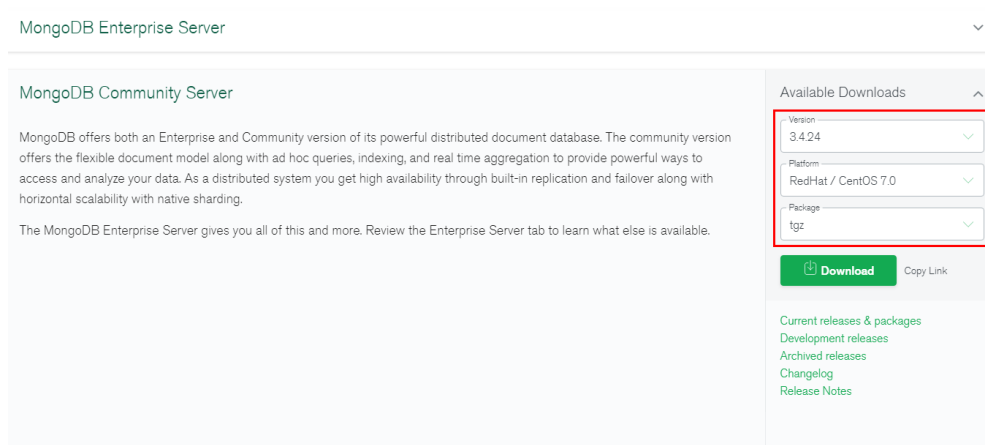 MongoDB Enterprise Server
MongoDB Community Server
MongoDB offers both an Enterprise and Community version of its powerful distributed document database. The community version
offers the flexible document model along with ad hoc queries, indexing, and real time aggregation to provide powerful ways to
access and analyze your data. As a distributed system you get high availability through built-in replication and failover along with
horizontal scalability with native sharding.
The MongoDB Enterprise Server gives you all of this and more. Review the Enterprise Server tab to learn what else is available.
Available Downloads
Version
3.4.24
Platform
RedHat / CentOS 7.0
Package
tgz
Download Copy Link
Current releases & packages
Development releases
Archived releases
Changelog
Release Notes